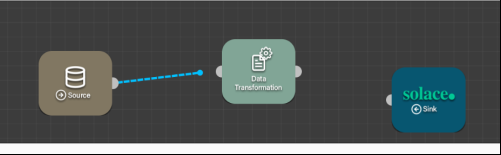 Source
Data
Transformation
solace.
Sink